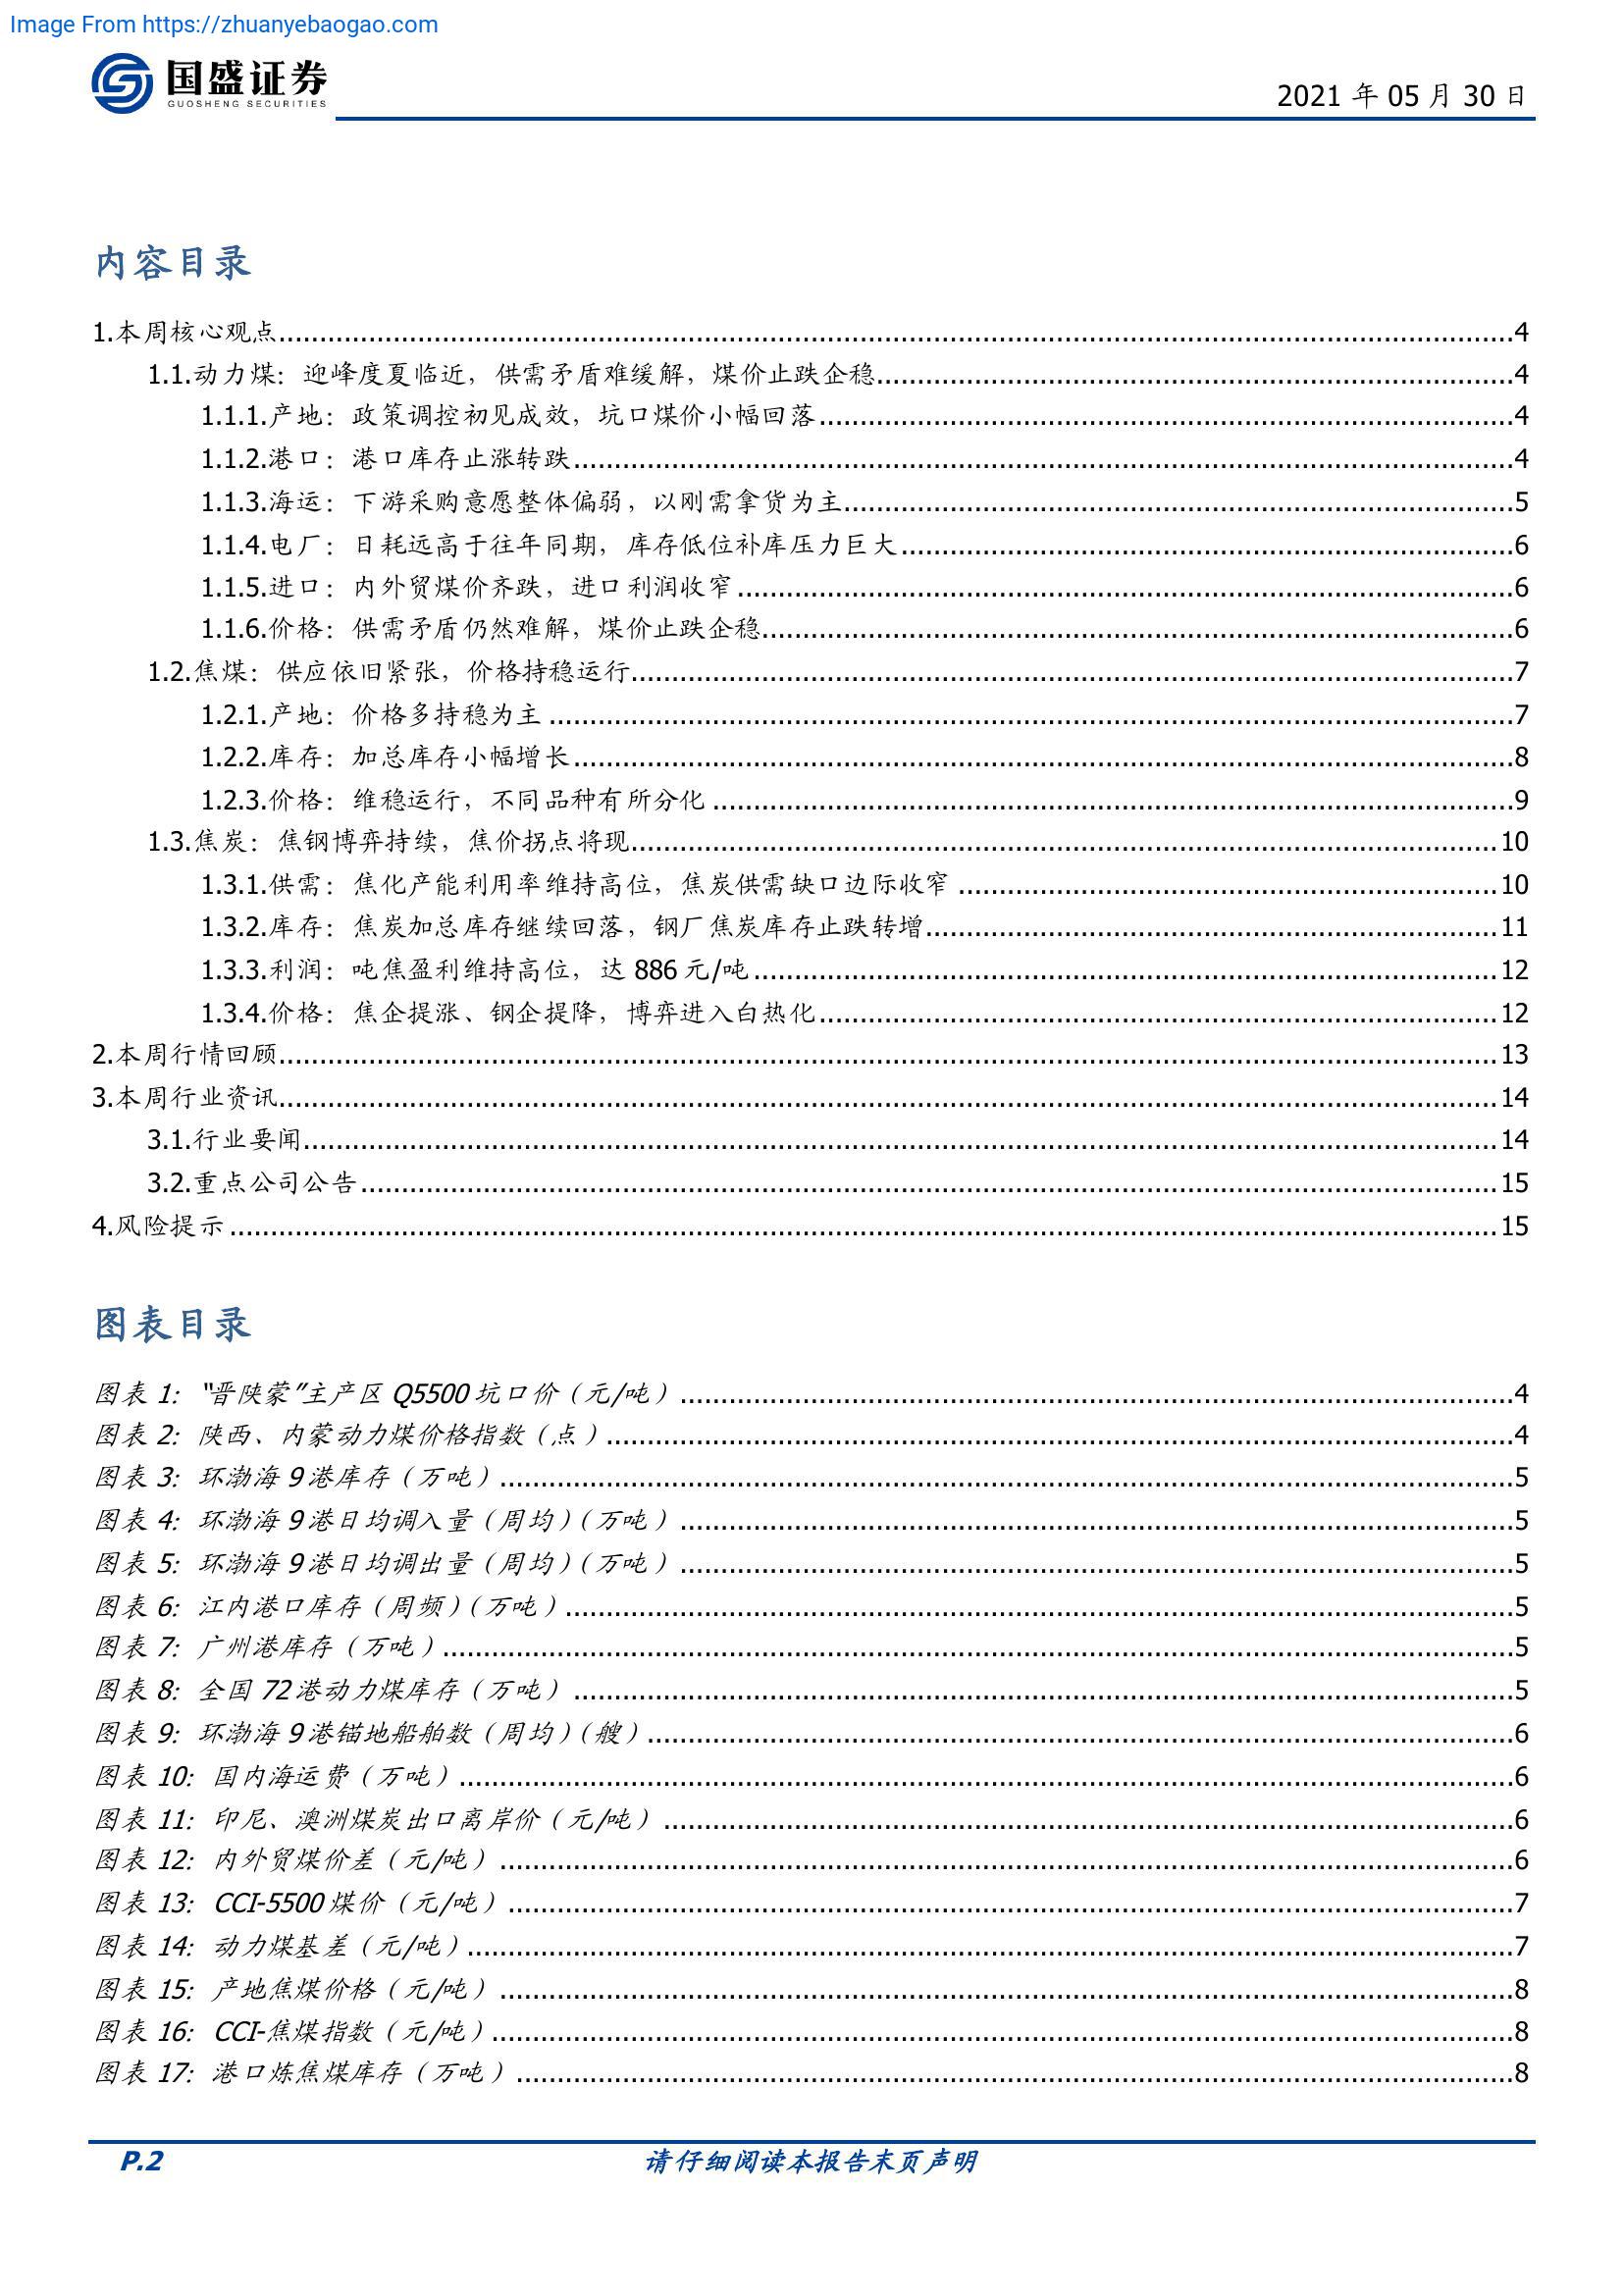 Image From https://zhuanyebaogao.com
国盛证券
GUOSHENG SECURITIES
2021 年 05 月 30 日
内容目录
1.本周核心观点 4
1.1.动力煤：迎峰度夏临近，供需矛盾难缓解，煤价止跌企稳 4
1.1.1.产地：政策调控初见成效，坑口煤价小幅回落 4
1.1.2.港口：港口库存止涨转跌 4
1.1.3.海运：下游采购意愿整体偏弱，以刚需拿货为主 5
1.1.4.电厂：日耗远高于往年同期，库存低位补库压力巨大 6
1.1.5.进口：内外贸煤价齐跌，进口利润收窄 6
1.1.6.价格：供需矛盾仍然难解，煤价止跌企稳 6
1.2.焦煤：供应依旧紧张，价格持稳运行 7
1.2.1.产地：价格多持稳为主 7
1.2.2.库存：加总库存小幅增长 8
1.2.3.价格：维稳运行，不同品种有所分化 9
1.3.焦炭：焦钢博弈持续，焦价拐点将现 10
1.3.1.供需：焦化产能利用率维持高位，焦炭供需缺口边际收窄 10
1.3.2.库存：焦炭加总库存继续回落，钢厂焦炭库存止跌转增 11
1.3.3.利润：吨焦盈利维持高位，达 886 元/吨 12
1.3.4.价格：焦企提涨、钢企提降，博弈进入白热化 12
2.本周行情回顾 13
3.本周行业资讯 14
3.1.行业要闻 14
3.2.重点公司公告 15
4.风险提示 15
图表目录
图表 1：“晋陕蒙”主产区 Q5500 坑口价（元/吨） 4
图表 2：陕西、内蒙动力煤价格指数（点） 4
图表 3：环渤海 9 港库存（万吨） 5
图表 4：环渤海 9 港日均调入量（周均）（万吨） 5
图表 5：环渤海 9 港日均调出量（周均）（万吨） 5
图表 6：江内港口库存（周频）（万吨） 5
图表 7：广州港库存（万吨） 5
图表 8：全国 72 港动力煤库存（万吨） 5
图表 9：环渤海 9 港锚地船舶数（周均）（艘） 6
图表 10：国内海运费（万吨） 6
图表 11：印尼、澳洲煤炭出口离岸价（元/吨） 6
图表 12：内外贸煤价差（元/吨） 6
图表 13：CCI-5500 煤价（元/吨） 7
图表 14：动力煤基差（元/吨） 7
图表 15：产地焦煤价格（元/吨） 8
图表 16：CCI-焦煤指数（元/吨） 8
图表 17：港口炼焦煤库存（万吨） 8
P.2 请仔细阅读本报告末页声明